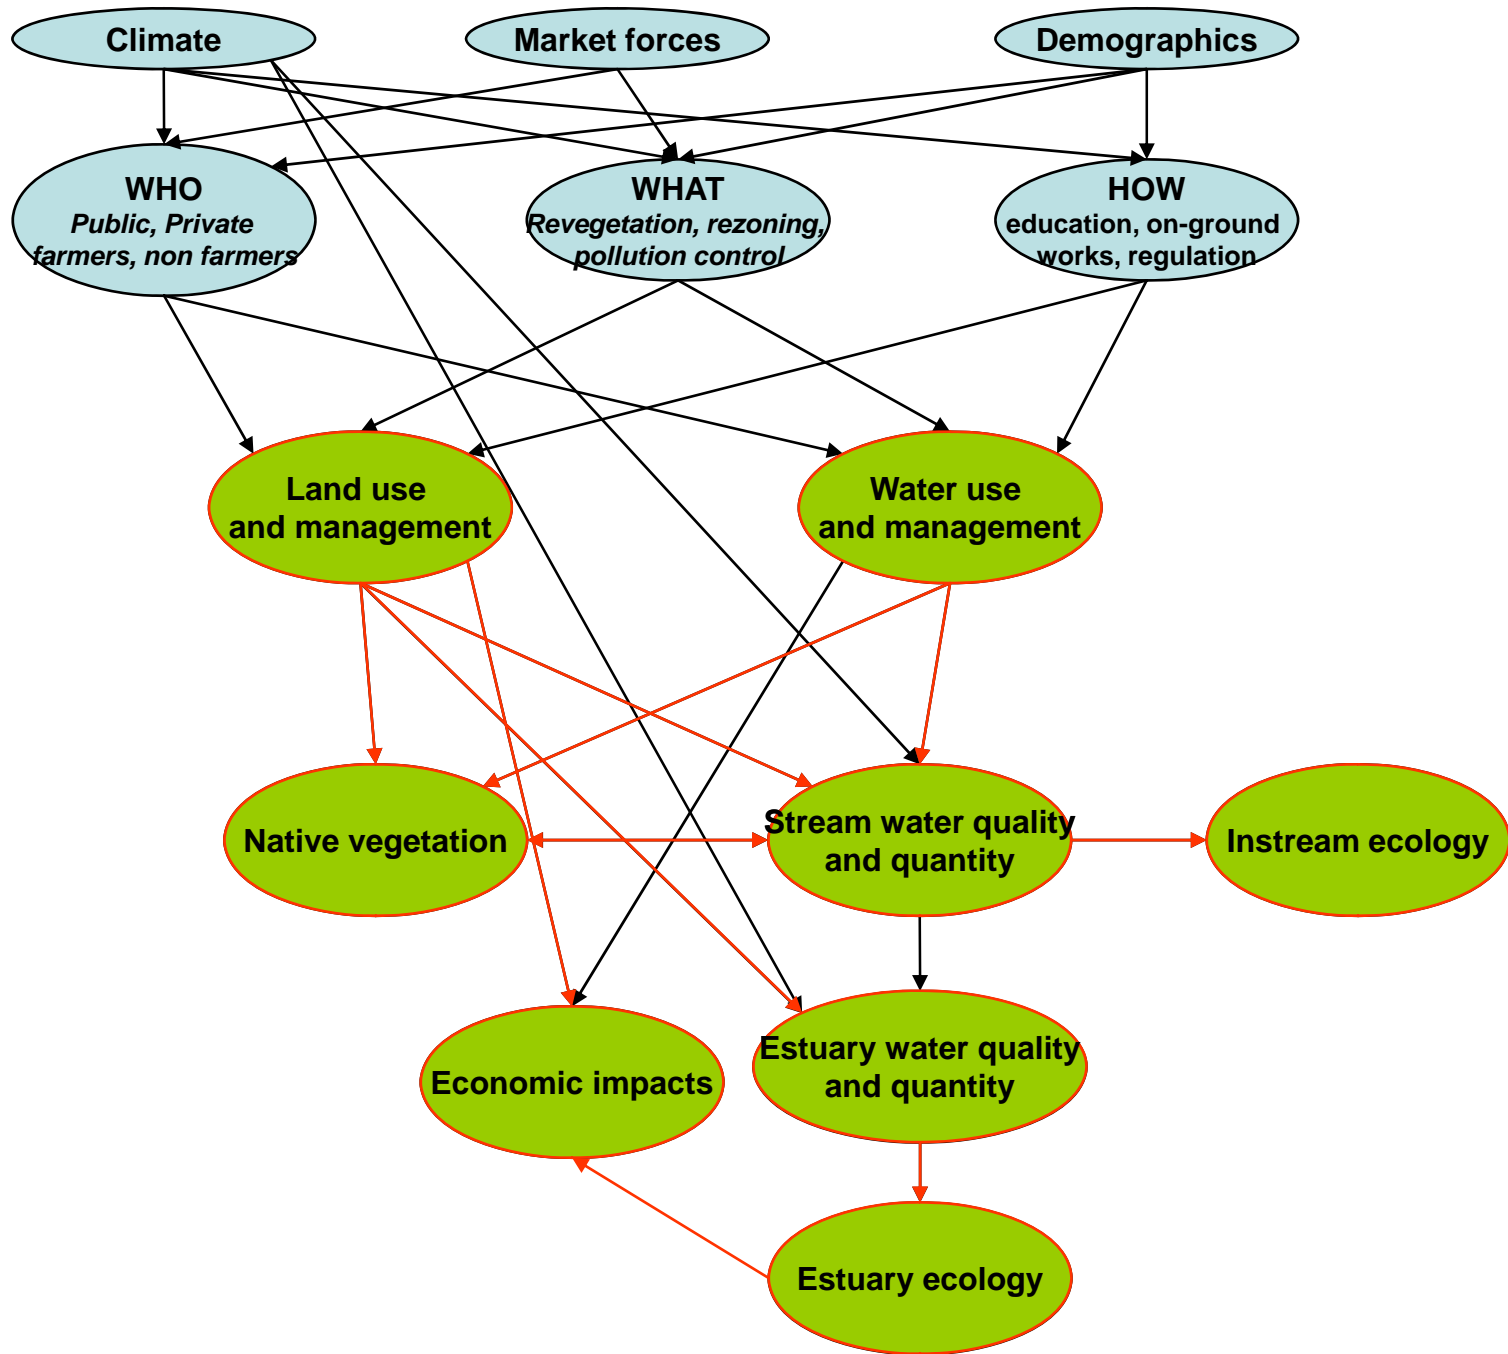 Climate
Market forces
Demographics
WHO
Public, Private
farmers, non farmers
WHAT
Revegetation, rezoning,
pollution control
HOW
education, on-ground
works, regulation
Land use
and management
Water use
and management
Native vegetation
Stream water quality
and quantity
Instream ecology
Economic impacts
Estuary water quality
and quantity
Estuary ecology